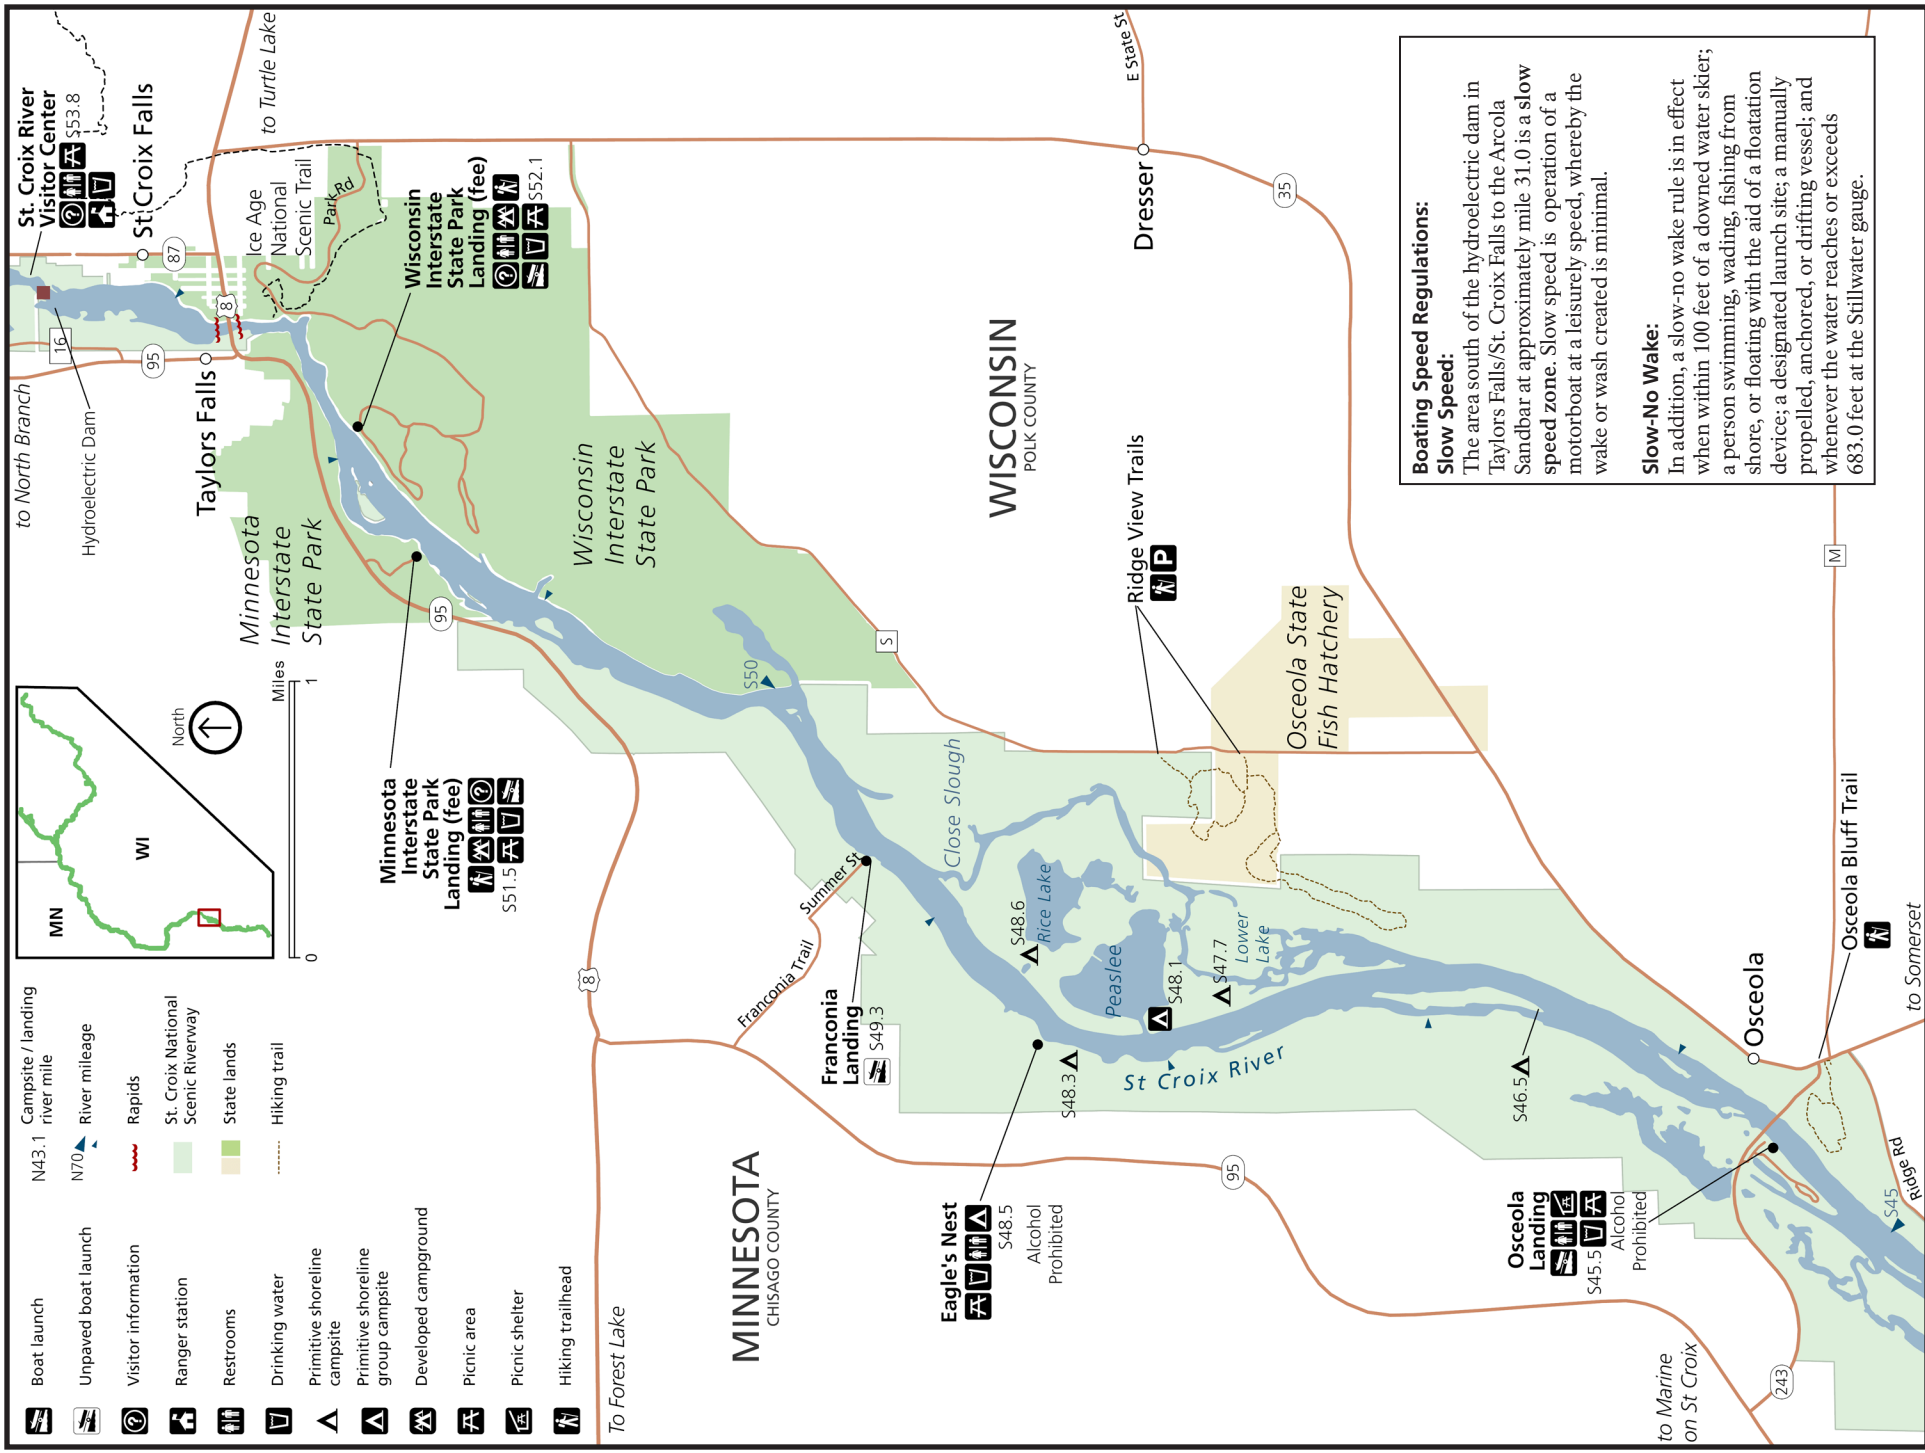 Boat launch
Unpaved boat launch
Visitor information
Ranger station
Restrooms
Drinking water
Primitive shoreline
campsite
Primitive shoreline
group campsite
Developed campground
Picnic area
Picnic shelter
Hiking trailhead
N43.1
Campsite / landing
river mile
N70
River mileage
Rapids
St. Croix National
Scenic Riverway
State lands
Hiking trail
MN
WI
North
0
1
Miles
to North Branch
Hydroelectric Dam
16
95
Taylors Falls
St. Croix River
Visitor Center
S53.8
St. Croix Falls
87
8
to Turtle Lake
Ice Age
National
Scenic Trail
Park Rd
Minnesota
Interstate
State Park
95
Wisconsin
Interstate
State Park
Landing (fee)
S52.1
Minnesota
Interstate
State Park
Landing (fee)
S51.5
Wisconsin
Interstate
State Park
S50
S
8
To Forest Lake
MINNESOTA
CHISAGO COUNTY
WISCONSIN
POLK COUNTY
Summer St
Franconia Trail
Franconia
Landing
S49.3
Close Slough
Rice Lake
S48.6
Peaslee
S48.1
S47.7
Lower
Lake
Eagle's Nest
S48.5
Alcohol
Prohibited
S48.3
St Croix River
Ridge View Trails
P
Osceola State
Fish Hatchery
E State St
Dresser
35
95
S46.5
Osceola
Landing
S45.5
Alcohol
Prohibited
Osceola
Osceola Bluff Trail
M
to Somerset
Ridge Rd
S45
243
to Marine
on St Croix
Boating Speed Regulations:
Slow Speed:
The area south of the hydroelectric dam in
Taylors Falls/St. Croix Falls to the Arcola
Sandbar at approximately mile 31.0 is a slow
speed zone. Slow speed is operation of a
motorboat at a leisurely speed, whereby the
wake or wash created is minimal.
Slow-No Wake:
In addition, a slow-no wake rule is in effect
when within 100 feet of a downed water skier;
a person swimming, wading, fishing from
shore, or floating with the aid of a floatation
device; a designated launch site; a manually
propelled, anchored, or drifting vessel; and
whenever the water reaches or exceeds
683.0 feet at the Stillwater gauge.